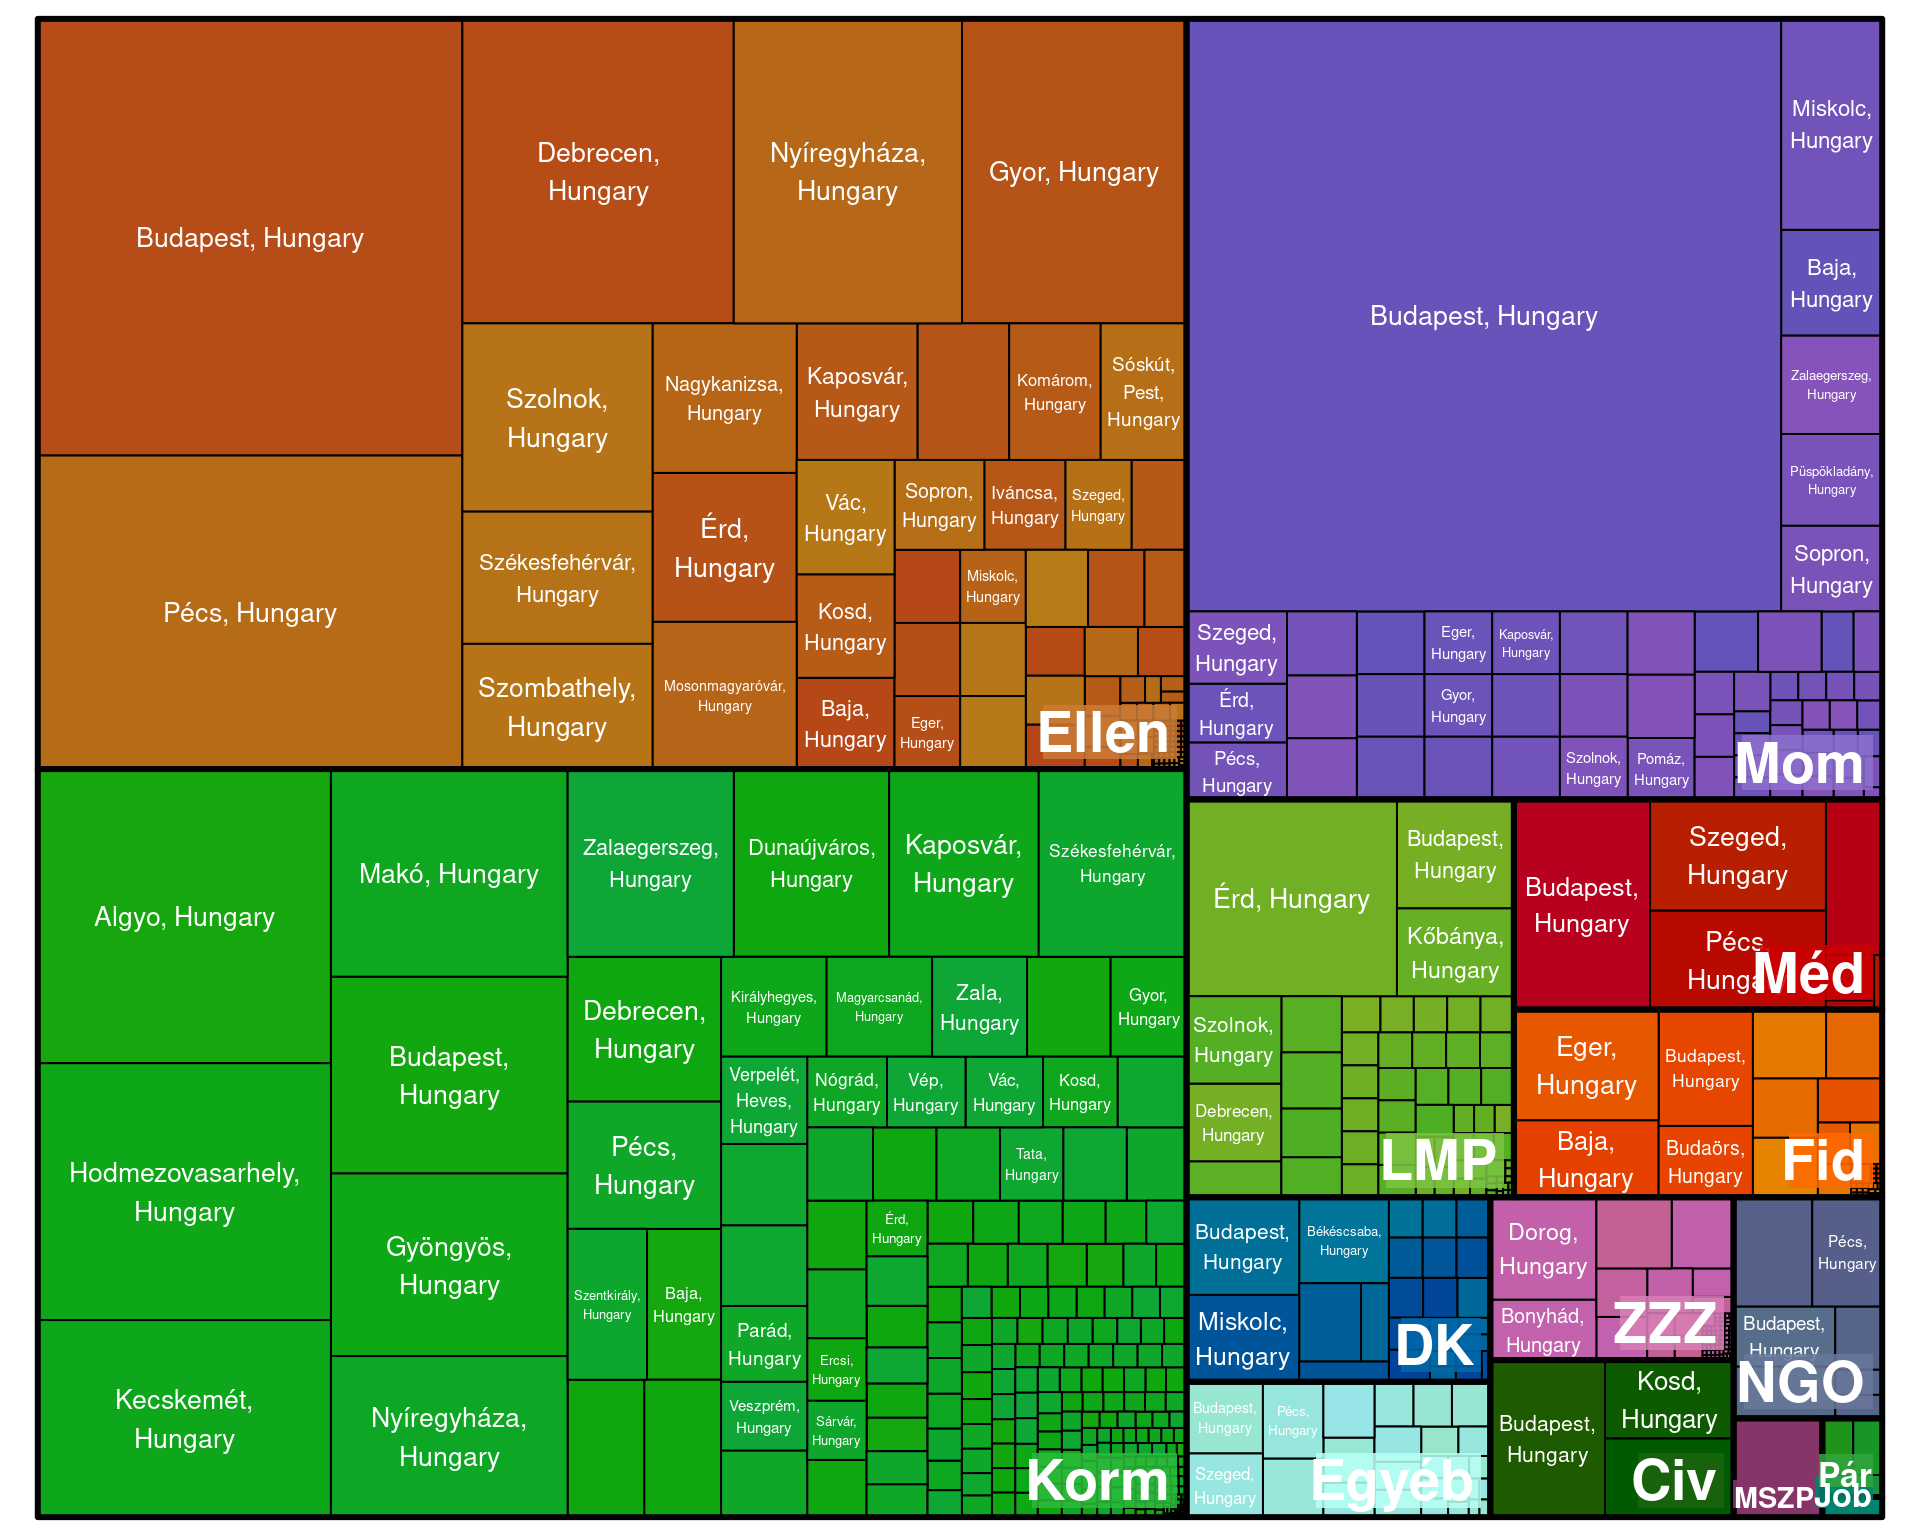 Budapest, Hungary
Debrecen,
Hungary
Nyíregyháza,
Hungary
Gyor, Hungary
Pécs, Hungary
Szolnok,
Hungary
Székesfehérvár,
Hungary
Szombathely,
Hungary
Nagykanizsa,
Hungary
Érd,
Hungary
Mosonmagyaróvár,
Hungary
Kaposvár,
Hungary
Komárom,
Hungary
Sóskút,
Pest,
Hungary
Vác,
Hungary
Kosd,
Hungary
Baja,
Hungary
Sopron,
Hungary
Iváncsa,
Hungary
Szeged,
Hungary
Miskolc,
Hungary
Eger,
Hungary
Ellen
Budapest, Hungary
Miskolc,
Hungary
Baja,
Hungary
Zalaegerszeg,
Hungary
Püspökladány,
Hungary
Sopron,
Hungary
Szeged,
Hungary
Érd,
Hungary
Pécs,
Hungary
Eger,
Hungary
Kaposvár,
Hungary
Gyor,
Hungary
Szolnok,
Hungary
Pomáz,
Hungary
Mom
Algyo, Hungary
Hodmezovasarhely,
Hungary
Kecskemét,
Hungary
Makó, Hungary
Budapest,
Hungary
Gyöngyös,
Hungary
Nyíregyháza,
Hungary
Zalaegerszeg,
Hungary
Dunaújváros,
Hungary
Kaposvár,
Hungary
Székesfehérvár,
Hungary
Debrecen,
Hungary
Pécs,
Hungary
Szentkirály,
Hungary
Baja,
Hungary
Királyhegyes,
Hungary
Magyarcsanád,
Hungary
Zala,
Hungary
Gyor,
Hungary
Verpelét,
Heves,
Hungary
Nógrád,
Hungary
Vép,
Hungary
Vác,
Hungary
Kosd,
Hungary
Tata,
Hungary
Érd,
Hungary
Parád,
Hungary
Ercsi,
Hungary
Veszprém,
Hungary
Sárvár,
Hungary
Korm
Érd, Hungary
Budapest,
Hungary
Kőbánya,
Hungary
Szolnok,
Hungary
Debrecen,
Hungary
LMP
Budapest,
Hungary
Szeged,
Hungary
Pécs,
Hunga
Méd
Eger,
Hungary
Baja,
Hungary
Budapest,
Hungary
Budaörs,
Hungary
Fid
Budapest,
Hungary
Békéscsaba,
Hungary
Miskolc,
Hungary
DK
Dorog,
Hungary
Bonyhád,
Hungary
ZZZ
Pécs,
Hungary
Budapest,
Hungary
NGO
Budapest,
Hungary
Pécs,
Hungary
Szeged,
Hungary
Egyéb
Budapest,
Hungary
Kosd,
Hungary
Civ
MSZP
Pár
Job